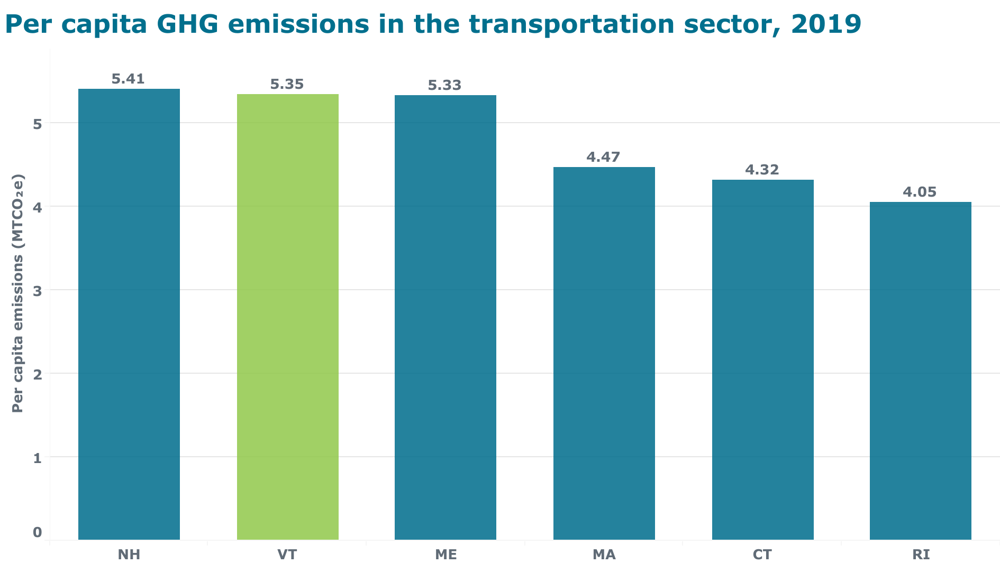 Per capita GHG emissions in the transportation sector, 2019
5.41
5.35
5.33
4.47
4.32
4.05
5
4
3
2
1
0
Per capita emissions (MTCO₂e)
NH
VT
ME
MA
CT
RI